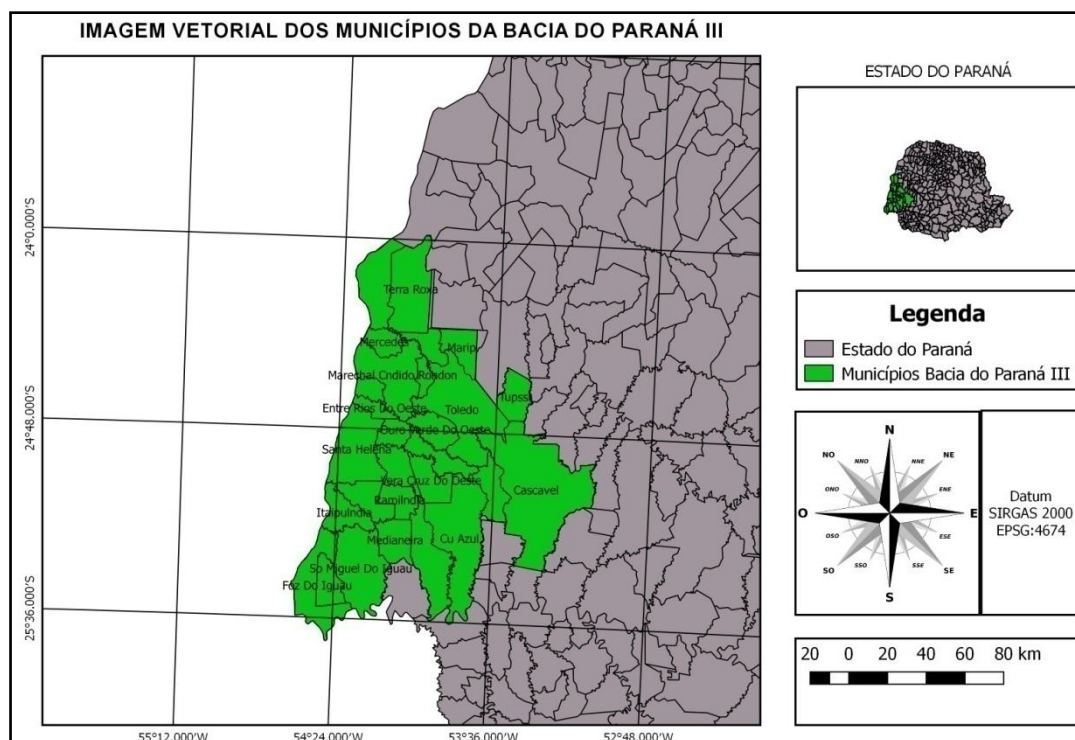 IMAGEM VETORIAL DOS MUNICÍPIOS DA BACIA DO PARANÁ III
24°0.000'S
24°48.000'S
25°36.000'S
55°12.000'W
54°24.000'W
53°36.000'W
52°48.000'W
Terra Roxa
Mercedes
? Marip
Marechal Cndido Rondon
Tupssi
Entre Rios Do Oeste
Toledo
Ouro Verde Do Oeste
Santa Helena
Vera Cruz Do Oeste
Cascavel
Ramilndia
Itaipulndia
Medianeira
Cu Azul
So Miguel Do Iguau
Foz Do Iguau
ESTADO DO PARANÁ
Legenda
Estado do Paraná
Municípios Bacia do Paraná III
N
NNO
NNE
NO
NE
ONO
ENE
O
E
OSO
ESE
SO
SE
SSO
SSE
S
Datum
SIRGAS 2000
EPSG:4674
20 0 20 40 60 80 km